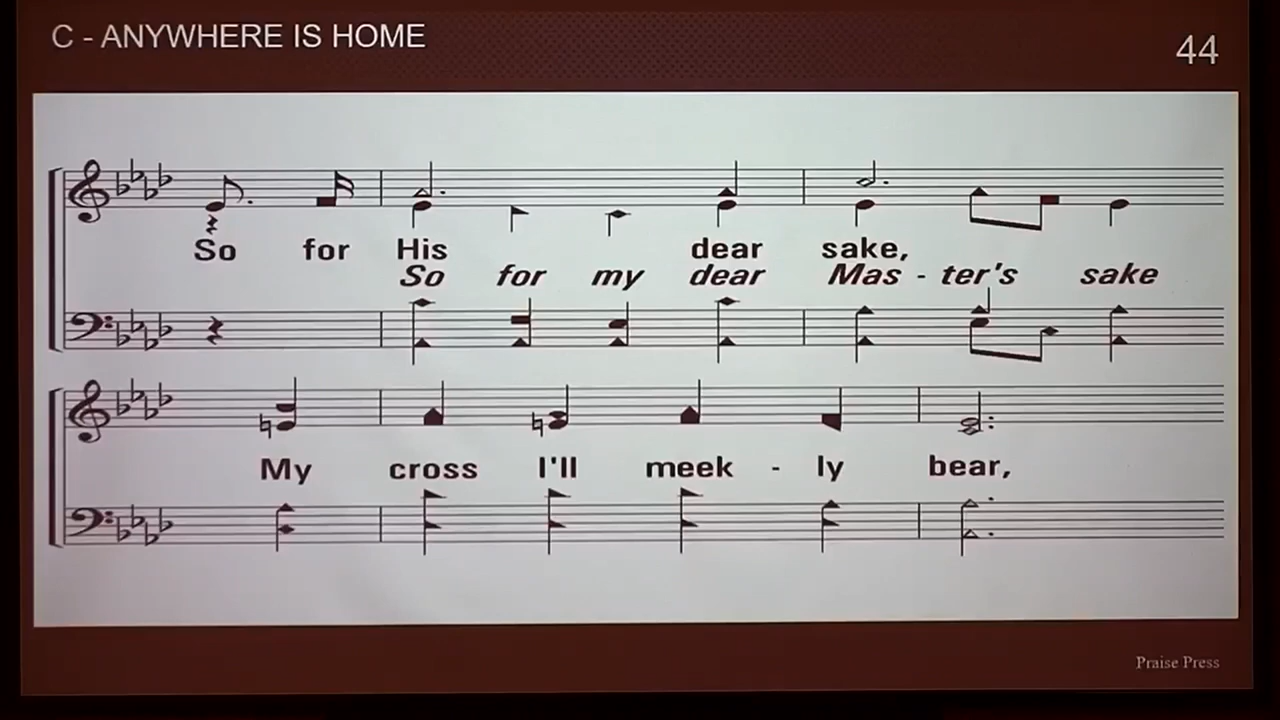 C - ANYWHERE IS HOME
44
So for His dear sake,
So for my dear Mas - ter's sake
My cross I'll meek - ly bear,
Praise Press